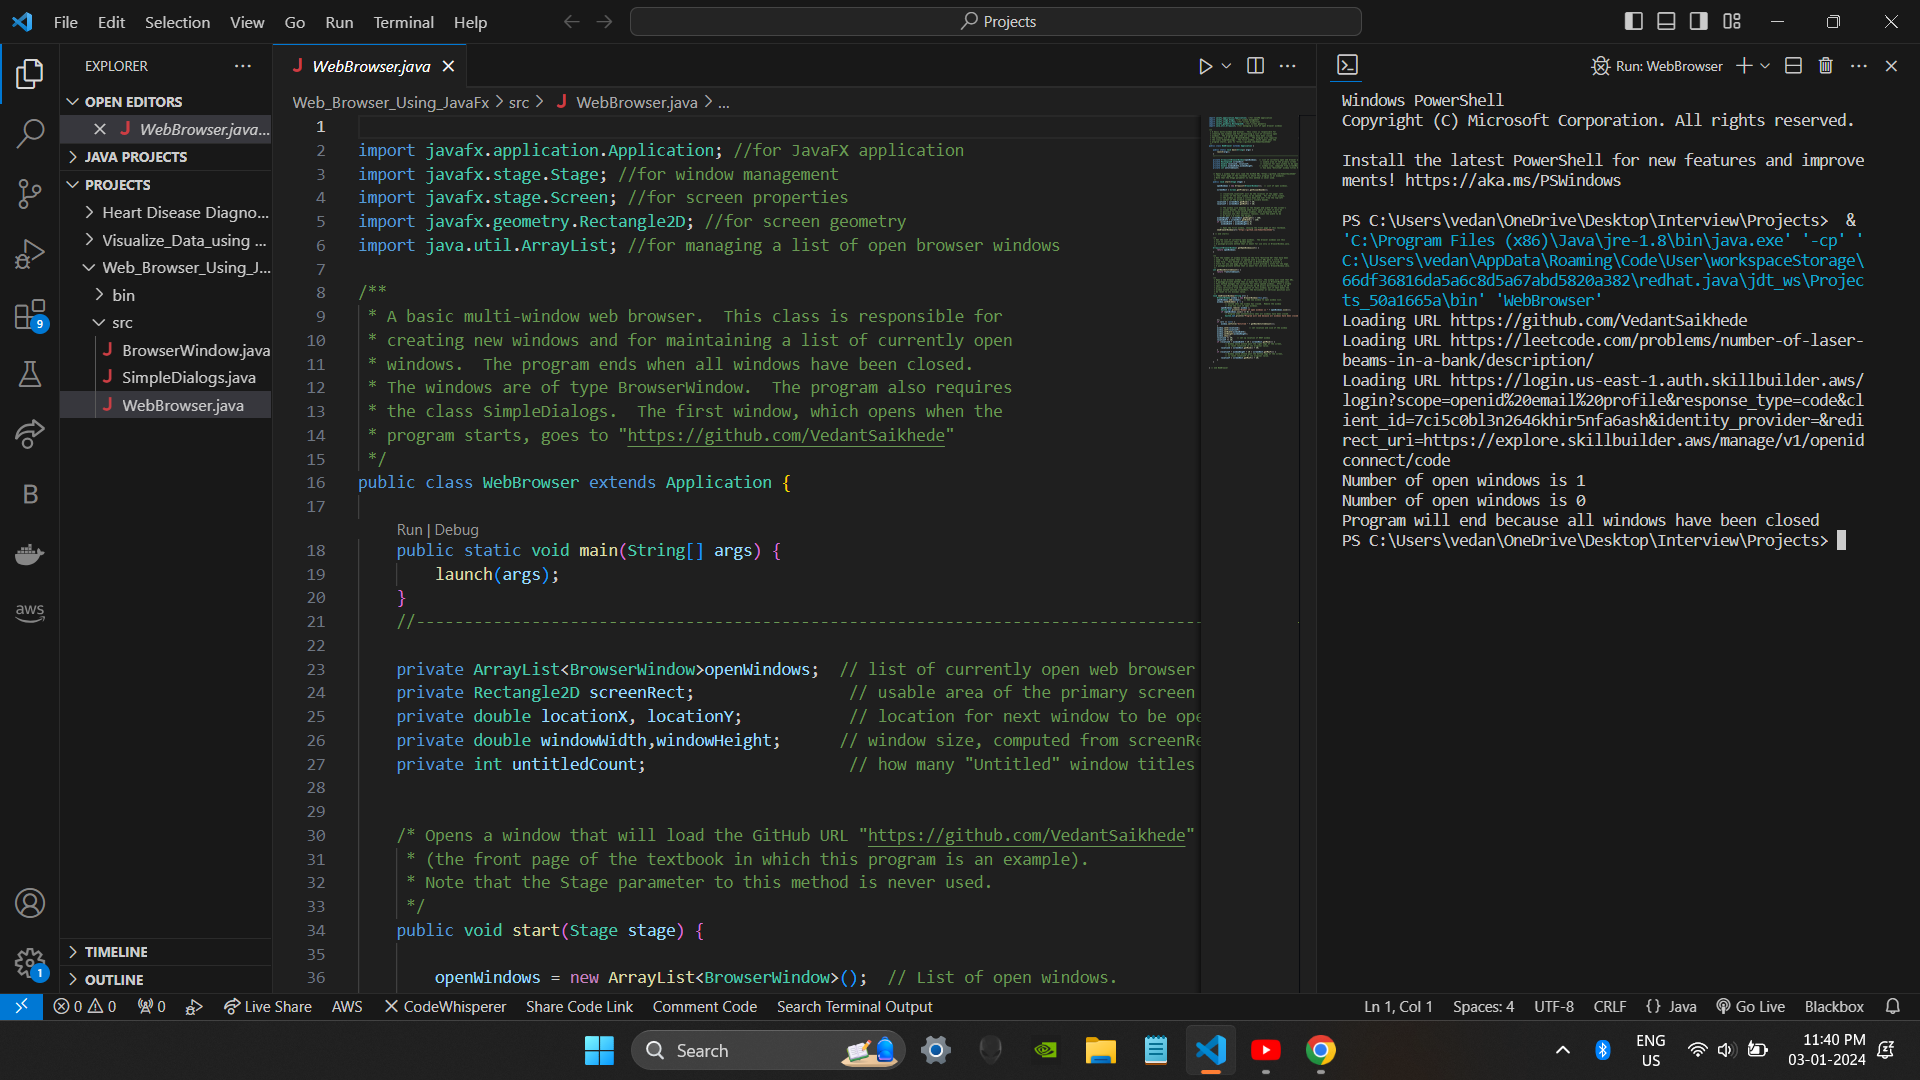 File Edit Selection View Go Run Terminal Help
Projects
EXPLORER
OPEN EDITORS
WebBrowser.java...
JAVA PROJECTS
PROJECTS
Heart Disease Diagno...
Visualize_Data_using ...
Web_Browser_Using_J...
bin
src
BrowserWindow.java
SimpleDialogs.java
WebBrowser.java
TIMELINE
OUTLINE
9
B
aws
1
WebBrowser.java
Web_Browser_Using_JavaFx > src > WebBrowser.java > ...
1
2 import javafx.application.Application; //for JavaFX application
3 import javafx.stage.Stage; //for window management
4 import javafx.stage.Screen; //for screen properties
5 import javafx.geometry.Rectangle2D; //for screen geometry
6 import java.util.ArrayList; //for managing a list of open browser windows
7
8 /**
9 * A basic multi-window web browser.  This class is responsible for
10 * creating new windows and for maintaining a list of currently open
11 * windows.  The program ends when all windows have been closed.
12 * The windows are of type BrowserWindow.  The program also requires
13 * the class SimpleDialogs.  The first window, which opens when the
14 * program starts, goes to "https://github.com/VedantSaikhede"
15 */
16 public class WebBrowser extends Application {
17
Run | Debug
18 public static void main(String[] args) {
19 launch(args);
20 }
21 //----------------------------------------------------------------------------------
22
23 private ArrayList<BrowserWindow>openWindows;  // list of currently open web browser
24 private Rectangle2D screenRect; // usable area of the primary screen
25 private double locationX, locationY; // location for next window to be ope
26 private double windowWidth,windowHeight; // window size, computed from screenRe
27 private int untitledCount; // how many "Untitled" window titles
28
29
30 /* Opens a window that will load the GitHub URL "https://github.com/VedantSaikhede"
31 * (the front page of the textbook in which this program is an example).
32 * Note that the Stage parameter to this method is never used.
33 */
34 public void start(Stage stage) {
35
36 openWindows = new ArrayList<BrowserWindow>();  // List of open windows.
Run: WebBrowser
Windows PowerShell
Copyright (C) Microsoft Corporation. All rights reserved.
Install the latest PowerShell for new features and improve
ments! https://aka.ms/PSWindows
PS C:\Users\vedan\OneDrive\Desktop\Interview\Projects>  &
'C:\Program Files (x86)\Java\jre-1.8\bin\java.exe' '-cp' '
C:\Users\vedan\AppData\Roaming\Code\User\workspaceStorage\
66df36816da5a6c8d5a67abd5820a382\redhat.java\jdt_ws\Projec
ts_50a1665a\bin' 'WebBrowser'
Loading URL https://github.com/VedantSaikhede
Loading URL https://leetcode.com/problems/number-of-laser-
beams-in-a-bank/description/
Loading URL https://login.us-east-1.auth.skillbuilder.aws/
login?scope=openid%20email%20profile&response_type=code&cl
ient_id=7ci5c0bl3n2646khir5nfa6ash&identity_provider=&redi
rect_uri=https://explore.skillbuilder.aws/manage/v1/openid
connect/code
Number of open windows is 1
Number of open windows is 0
Program will end because all windows have been closed
PS C:\Users\vedan\OneDrive\Desktop\Interview\Projects>
0 0 0 Live Share AWS CodeWhisperer Share Code Link Comment Code Search Terminal Output
Ln 1, Col 1 Spaces: 4 UTF-8 CRLF {} Java Go Live Blackbox
Search
ENG
US
11:40 PM
03-01-2024